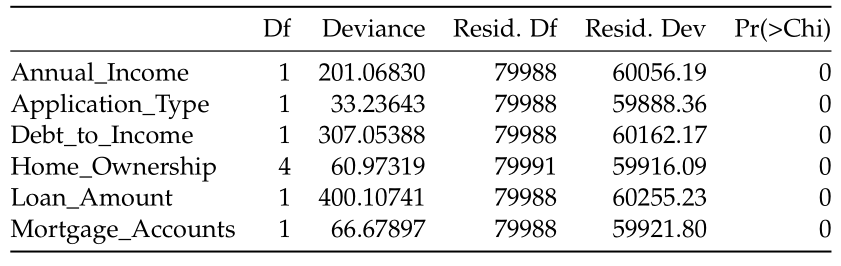 Df Deviance Resid. Df Resid. Dev Pr(>Chi)
Annual_Income 1 201.06830 79988 60056.19 0
Application_Type 1 33.23643 79988 59888.36 0
Debt_to_Income 1 307.05388 79988 60162.17 0
Home_Ownership 4 60.97319 79991 59916.09 0
Loan_Amount 1 400.10741 79988 60255.23 0
Mortgage_Accounts 1 66.67897 79988 59921.80 0